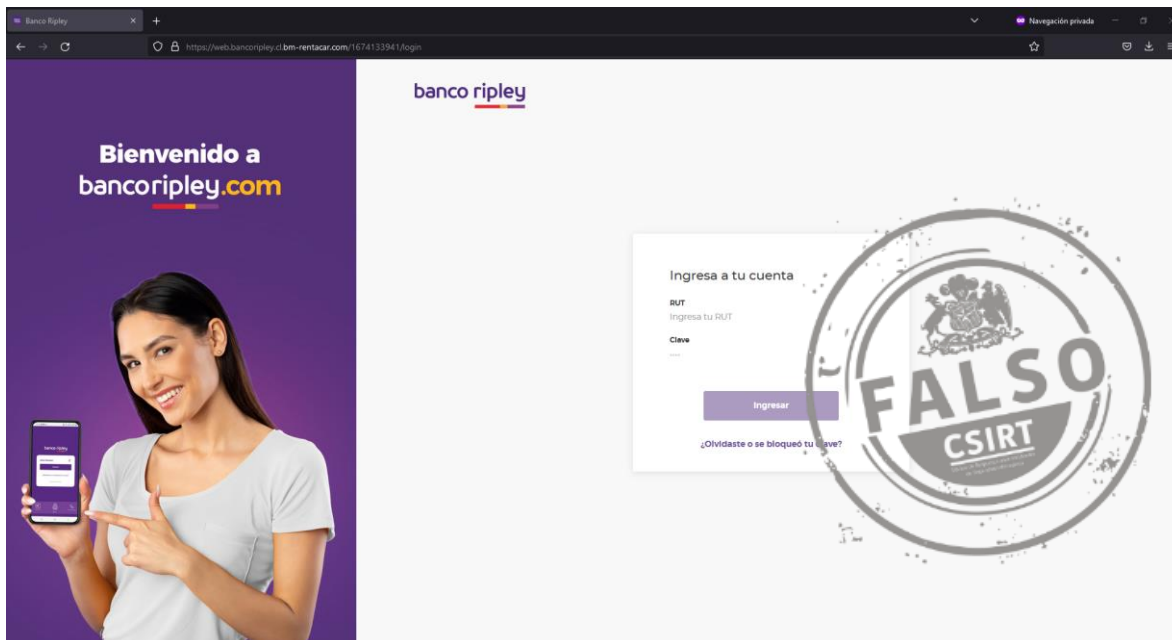 Banco Ripley
Navegación privada
https://web.bancoripley.cl.bm-rentacar.com/1674133941/login
banco ripley
Bienvenido a
bancoripley.com
Ingresa a tu cuenta
RUT
Ingresa tu RUT
Clave
Ingresar
¿Olvidaste o se bloqueó tu clave?
FALSO
CSIRT